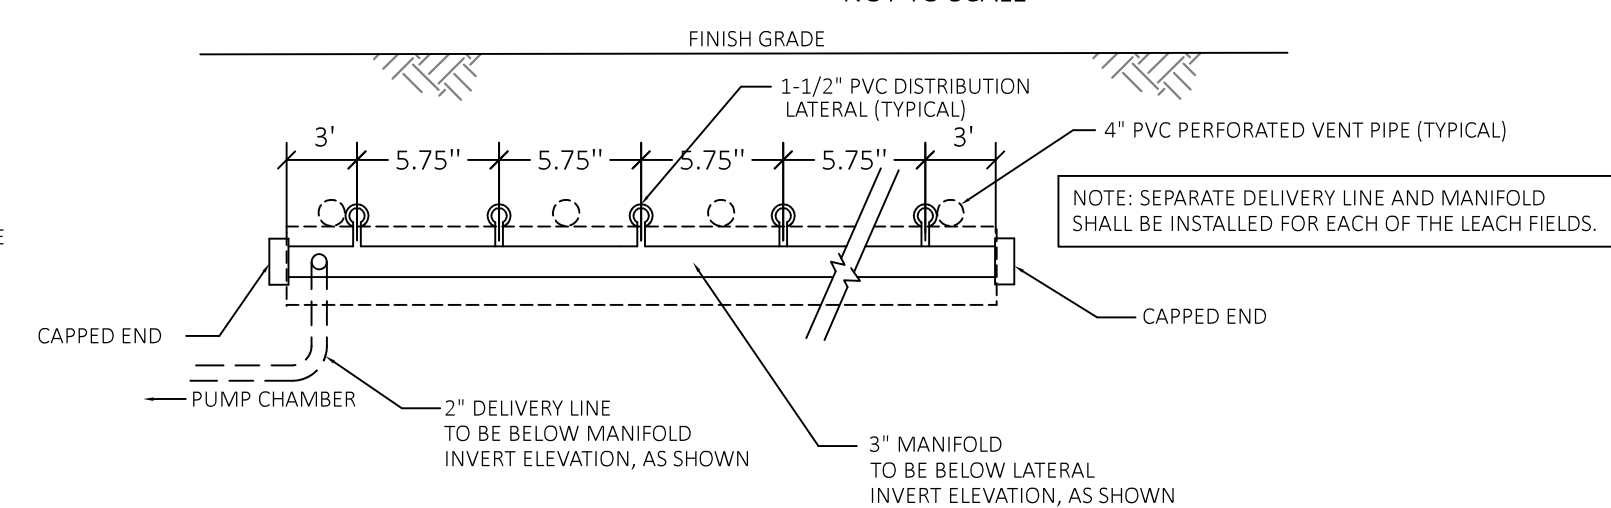 NOT TO SCALE
FINISH GRADE
1-1/2" PVC DISTRIBUTION
LATERAL (TYPICAL)
4" PVC PERFORATED VENT PIPE (TYPICAL)
3'
5.75"
5.75"
5.75"
5.75"
3'
NOTE: SEPARATE DELIVERY LINE AND MANIFOLD
SHALL BE INSTALLED FOR EACH OF THE LEACH FIELDS.
E
CAPPED END
CAPPED END
PUMP CHAMBER
2" DELIVERY LINE
TO BE BELOW MANIFOLD
INVERT ELEVATION, AS SHOWN
3" MANIFOLD
TO BE BELOW LATERAL
INVERT ELEVATION, AS SHOWN